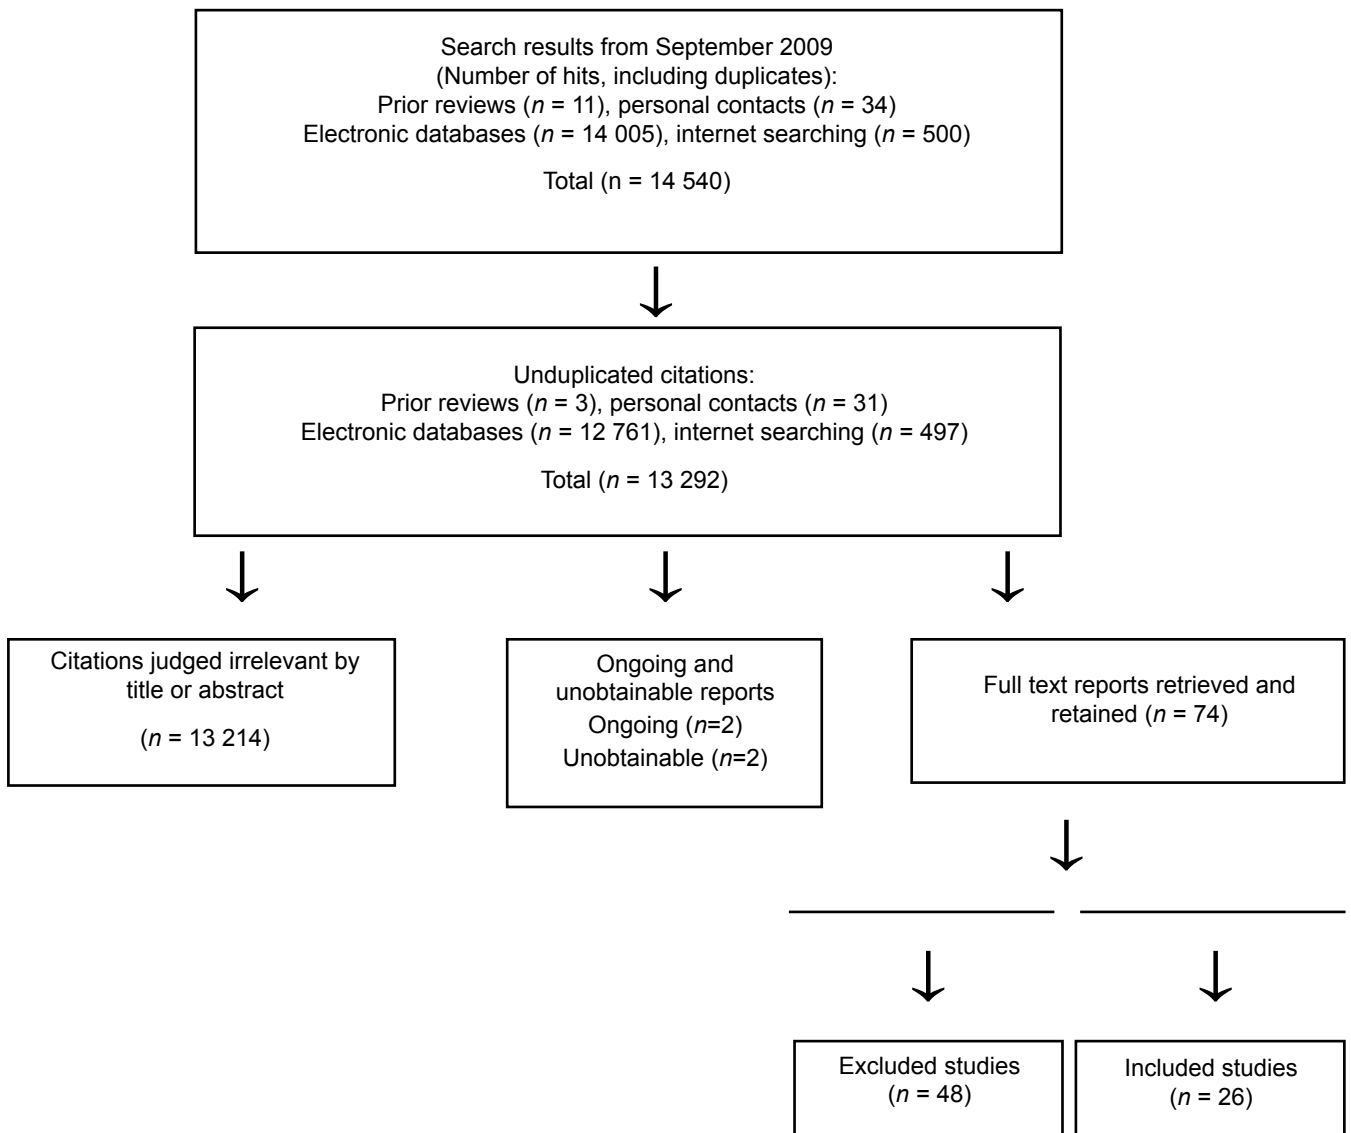 Search results from September 2009
(Number of hits, including duplicates):
Prior reviews (n = 11), personal contacts (n = 34)
Electronic databases (n = 14 005), internet searching (n = 500)
Total (n = 14 540)
Unduplicated citations:
Prior reviews (n = 3), personal contacts (n = 31)
Electronic databases (n = 12 761), internet searching (n = 497)
Total (n = 13 292)
Citations judged irrelevant by
title or abstract
(n = 13 214)
Ongoing and
unobtainable reports
Ongoing (n=2)
Unobtainable (n=2)
Full text reports retrieved and
retained (n = 74)
Excluded studies
(n = 48)
Included studies
(n = 26)